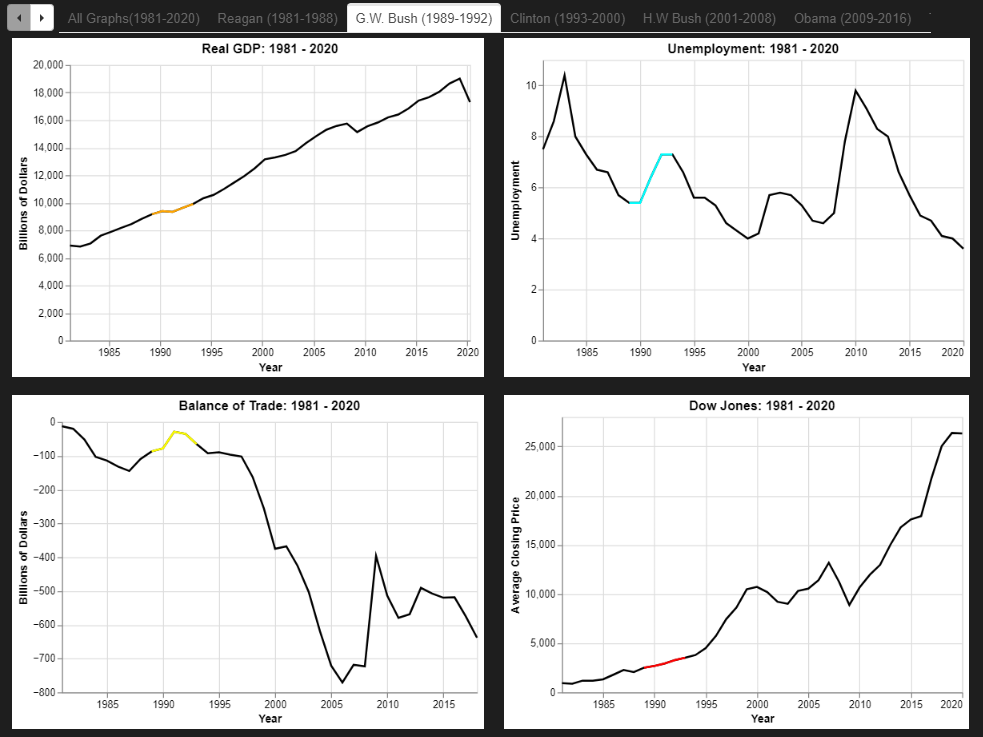 All Graphs(1981-2020) Reagan (1981-1988) G.W. Bush (1989-1992) Clinton (1993-2000) H.W Bush (2001-2008) Obama (2009-2016)
Real GDP: 1981 - 2020
20,000
18,000
16,000
14,000
12,000
10,000
8,000
6,000
4,000
2,000
0
Billions of Dollars
1985 1990 1995 2000 2005 2010 2015 2020
Year
Unemployment: 1981 - 2020
10
8
6
4
2
0
Unemployment
1985 1990 1995 2000 2005 2010 2015 2020
Year
Balance of Trade: 1981 - 2020
0
−100
−200
−300
−400
−500
−600
−700
−800
Billlions of Dollars
1985 1990 1995 2000 2005 2010 2015
Year
Dow Jones: 1981 - 2020
25,000
20,000
15,000
10,000
5,000
0
Average Closing Price
1985 1990 1995 2000 2005 2010 2015 2020
Year